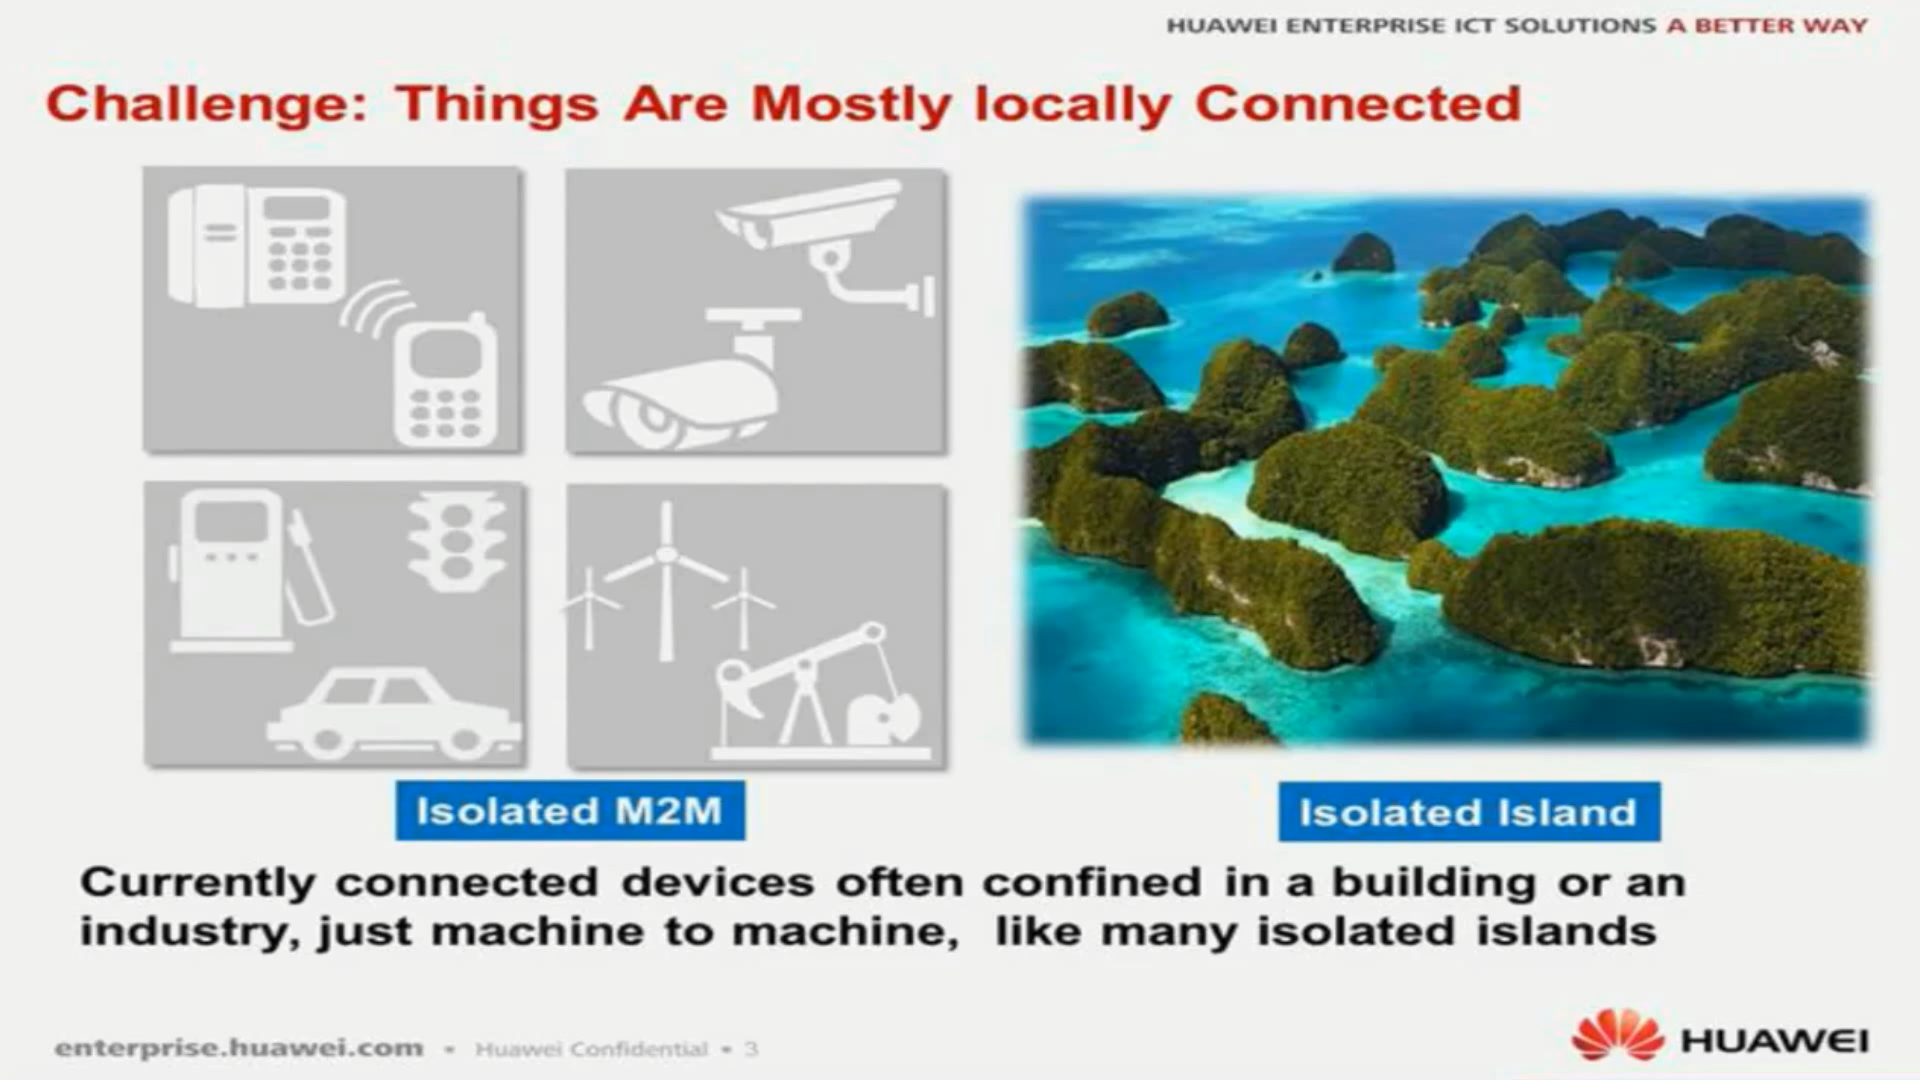 HUAWEI ENTERPRISE ICT SOLUTIONS A BETTER WAY
Challenge: Things Are Mostly locally Connected
Isolated M2M
Isolated Island
Currently connected devices often confined in a building or an
industry, just machine to machine, like many isolated islands
enterprise.huawei.com • Huawei Confidential • 3
HUAWEI